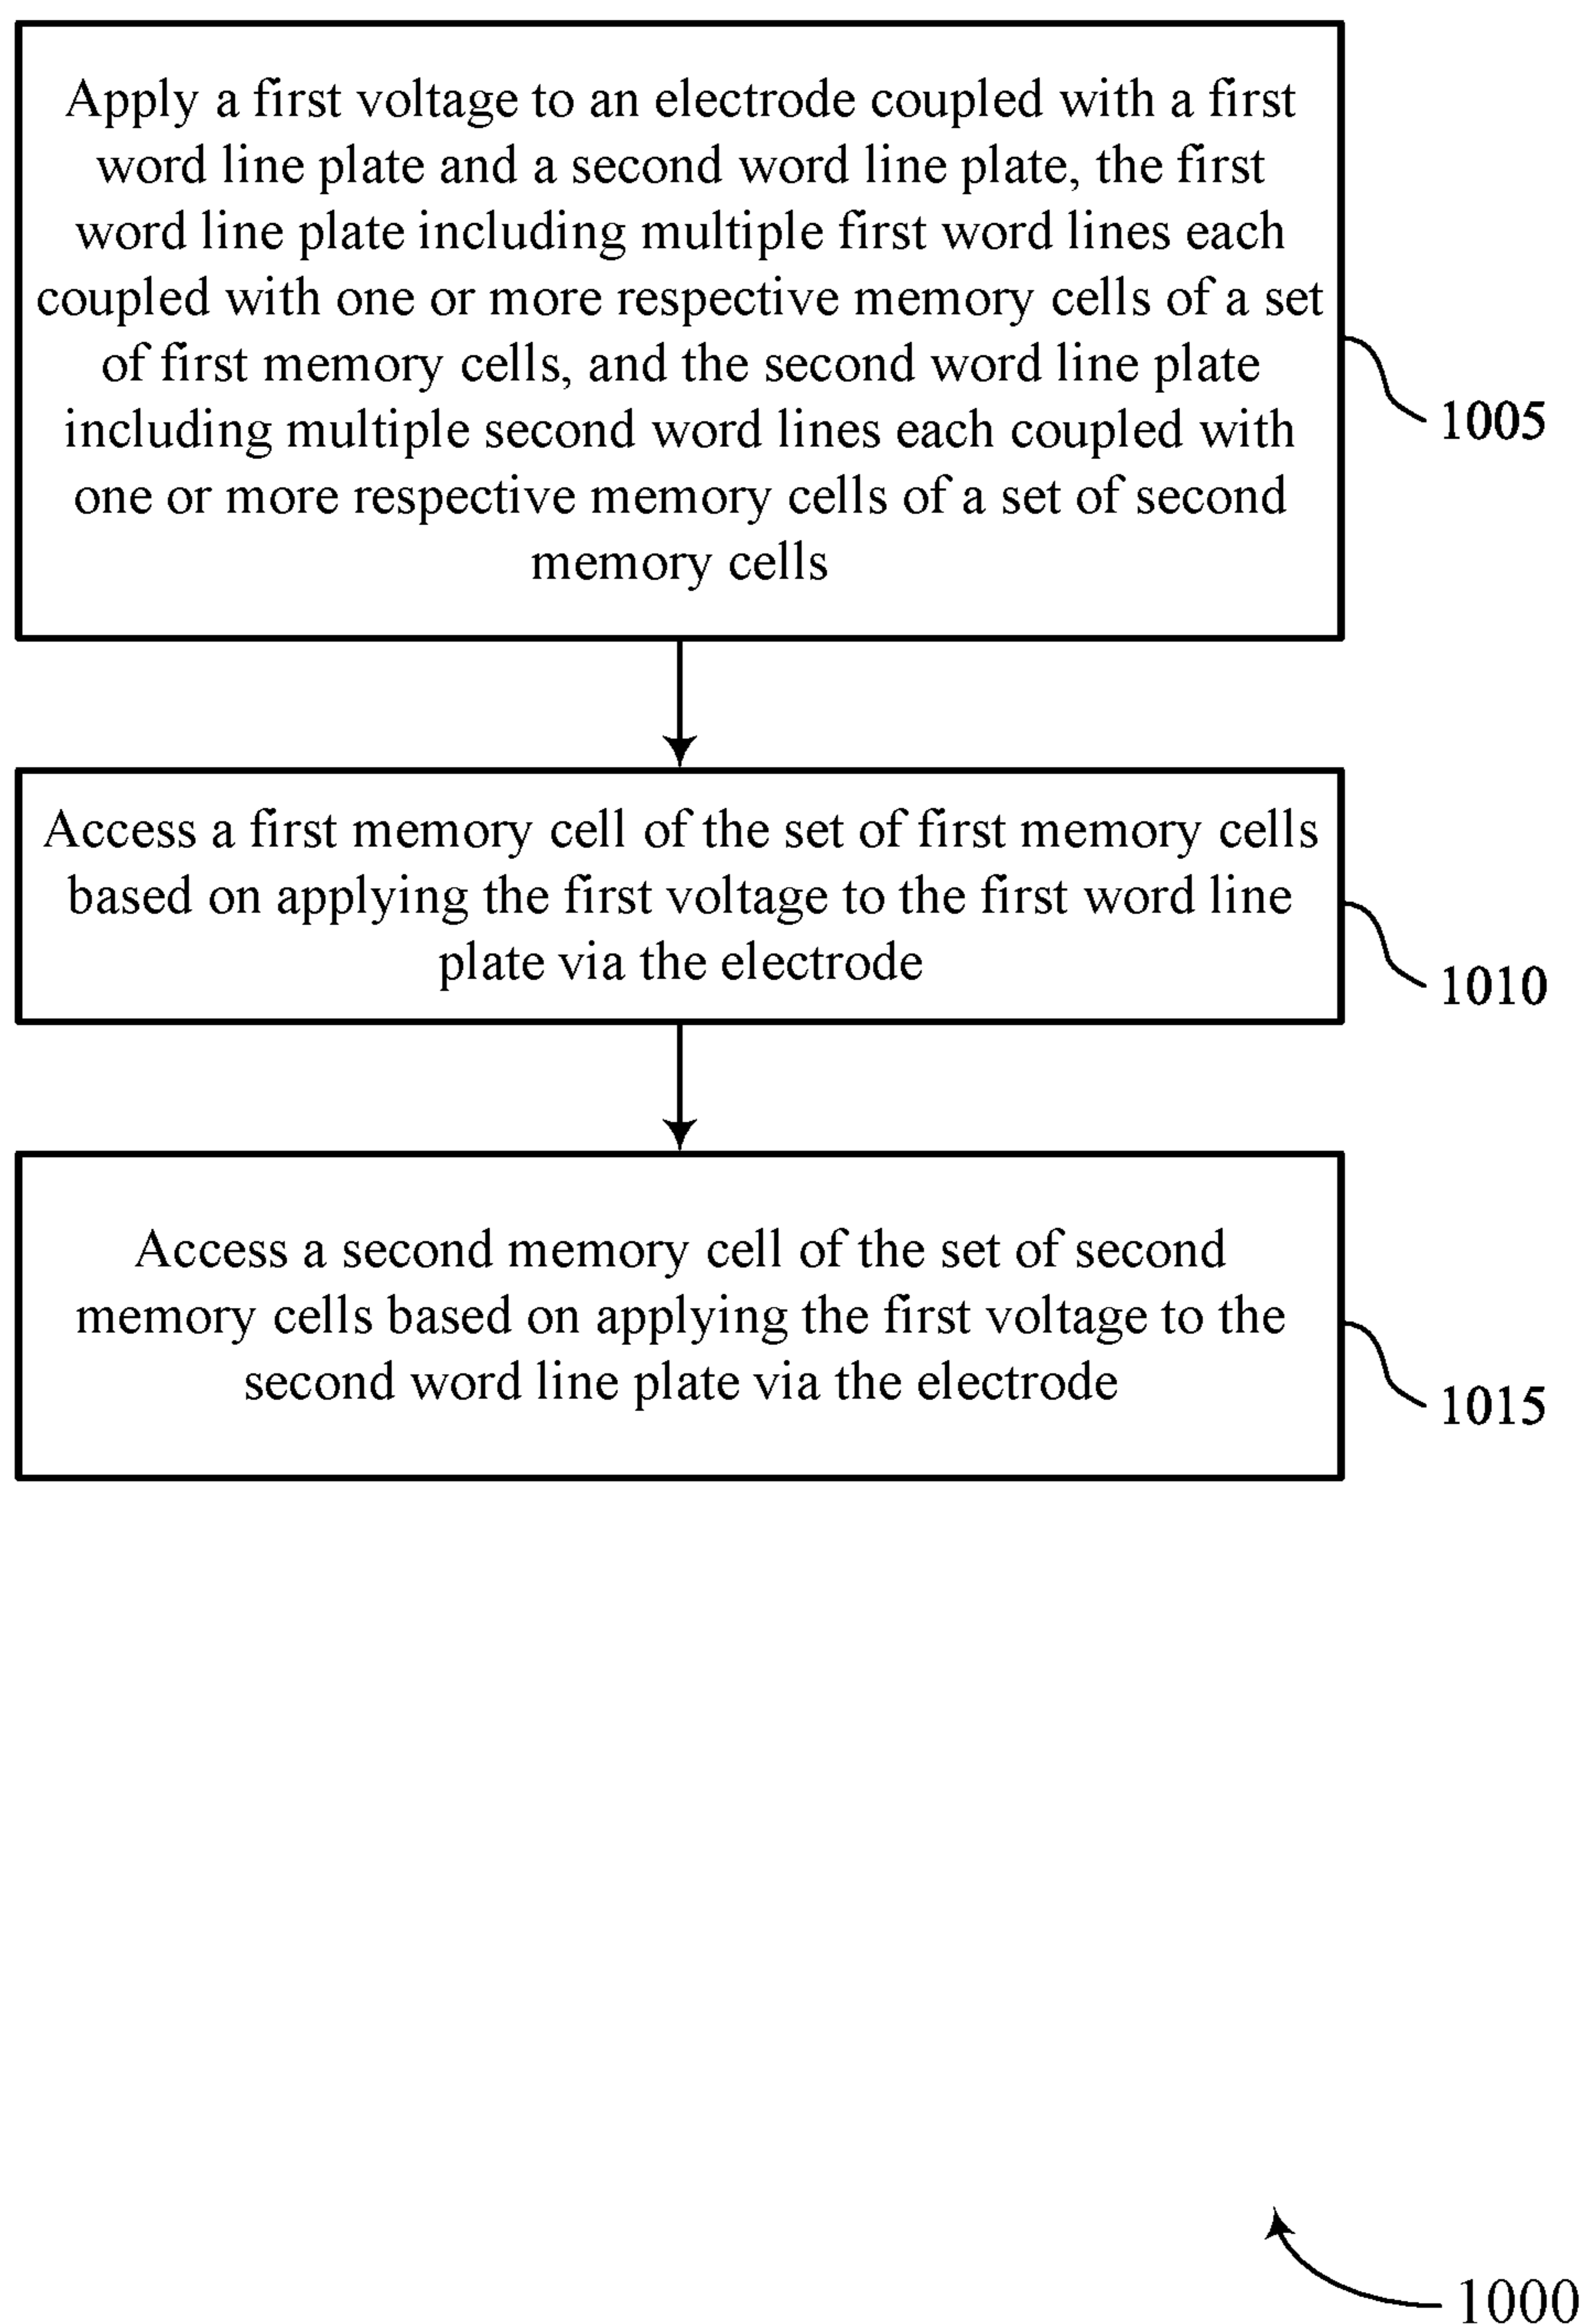 Apply a first voltage to an electrode coupled with a first
word line plate and a second word line plate, the first
word line plate including multiple first word lines each
coupled with one or more respective memory cells of a set
of first memory cells, and the second word line plate
including multiple second word lines each coupled with
one or more respective memory cells of a set of second
memory cells
1005
Access a first memory cell of the set of first memory cells
based on applying the first voltage to the first word line
plate via the electrode
1010
Access a second memory cell of the set of second
memory cells based on applying the first voltage to the
second word line plate via the electrode
1015
1000